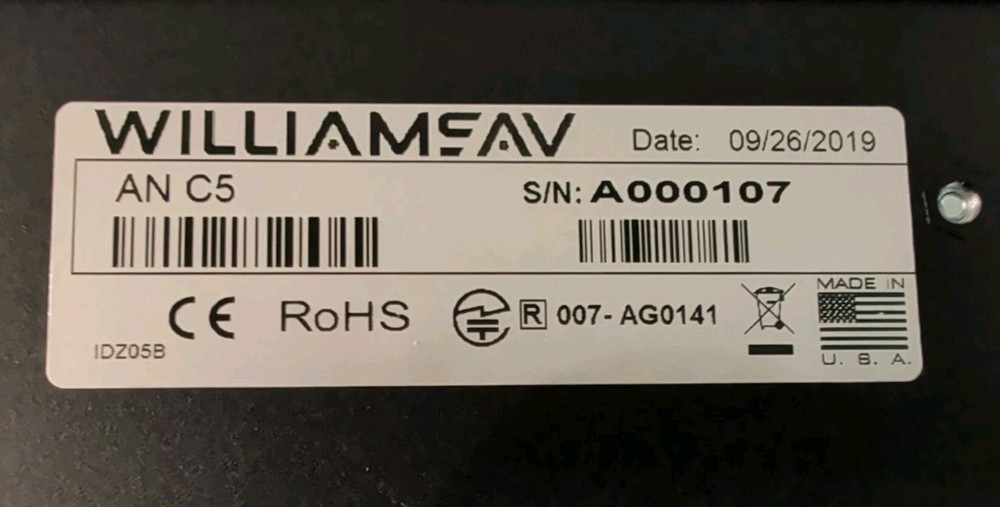 WILLIAMSAV Date: 09/26/2019
AN C5 S/N: A000107
CE RoHS R 007- AG0141
IDZ05B
MADE IN
U. S. A.